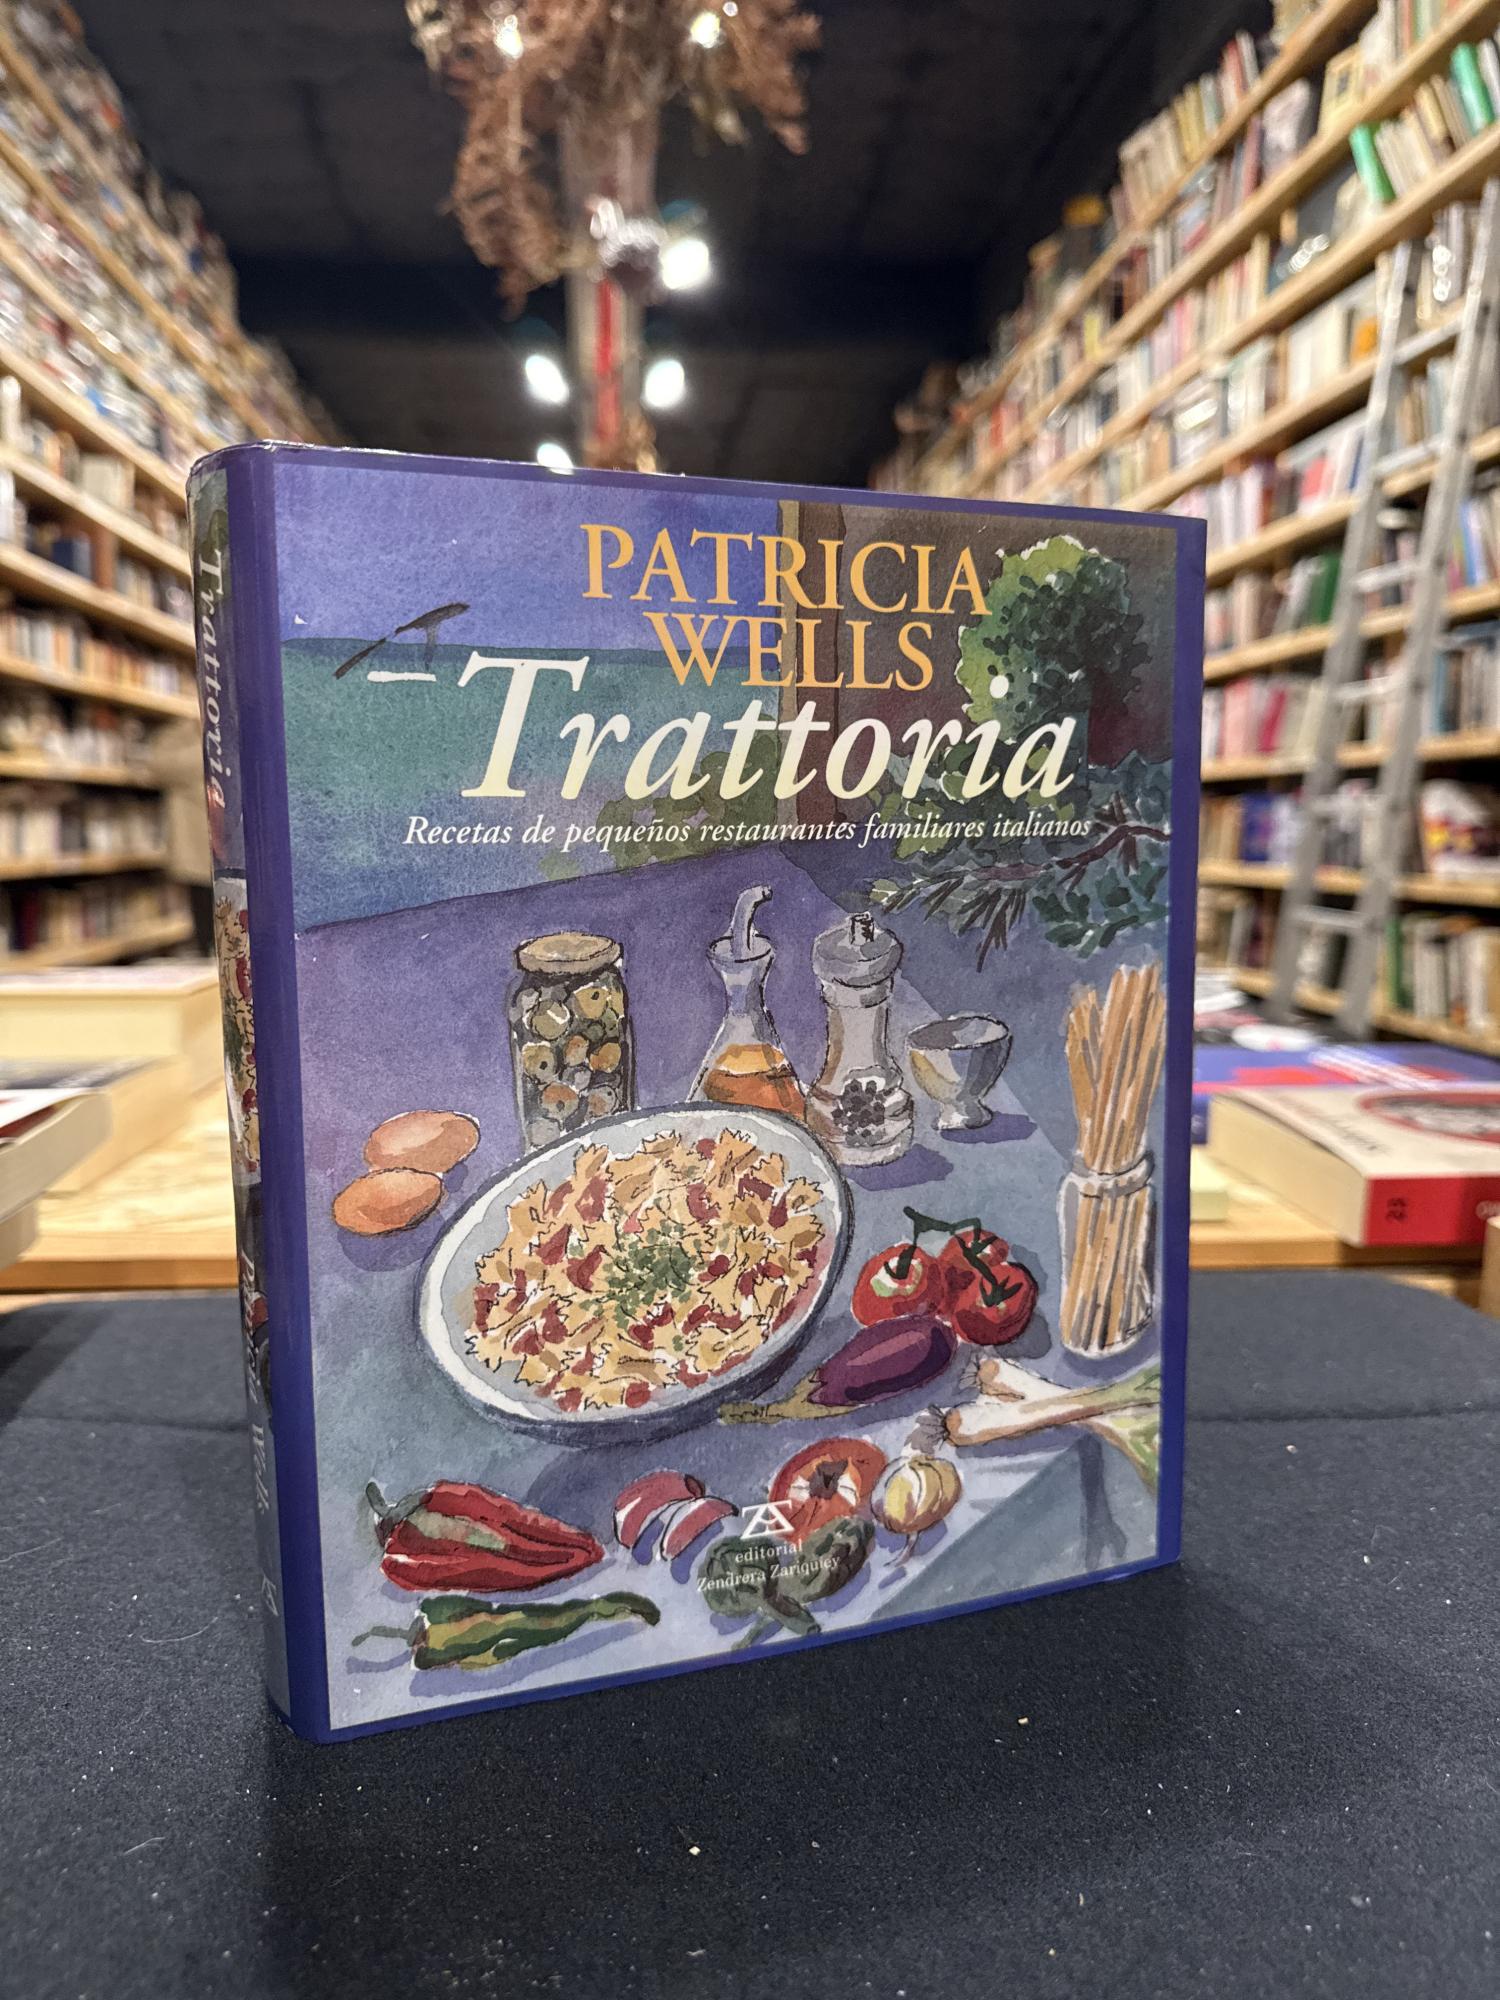 PATRICIA
WELLS
Trattoria
Recetas de pequeños restaurantes familiares italianos
editorial
Zendrera Zariquiey
Trattoria
Patricia Wells